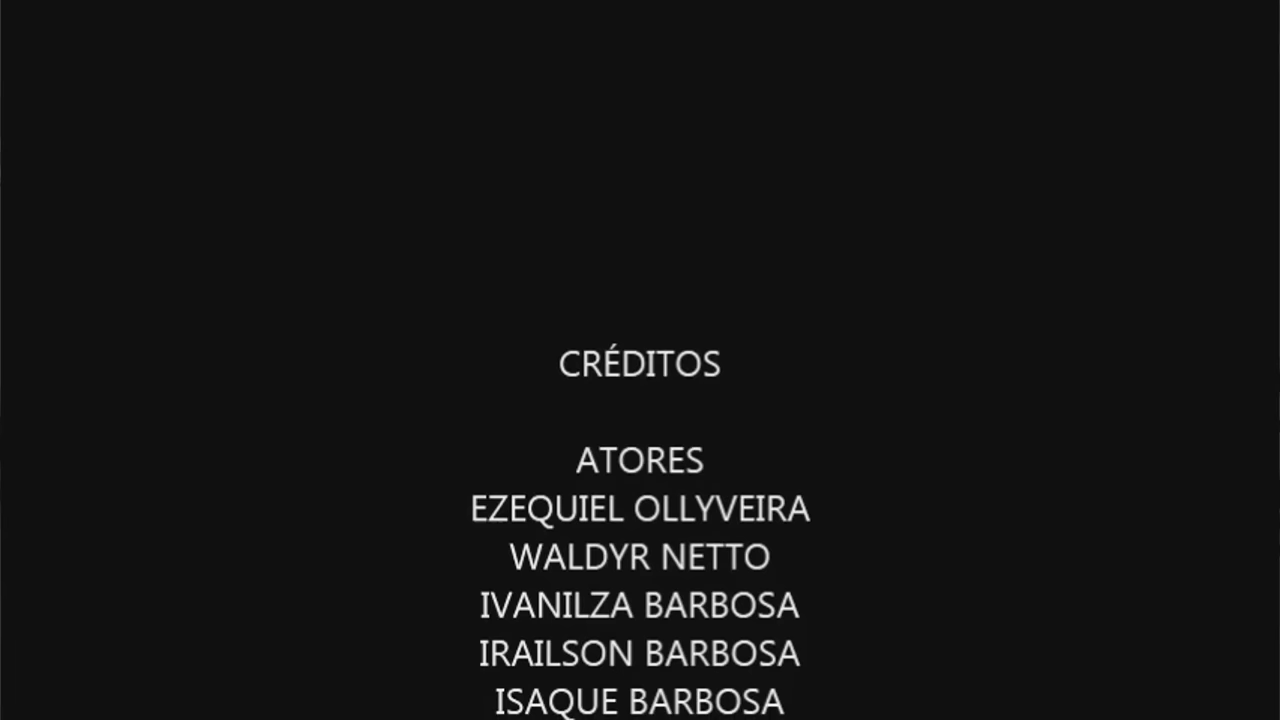 CRÉDITOS
ATORES
EZEQUIEL OLLYVEIRA
WALDYR NETTO
IVANILZA BARBOSA
IRAILSON BARBOSA
ISAQUE BARBOSA